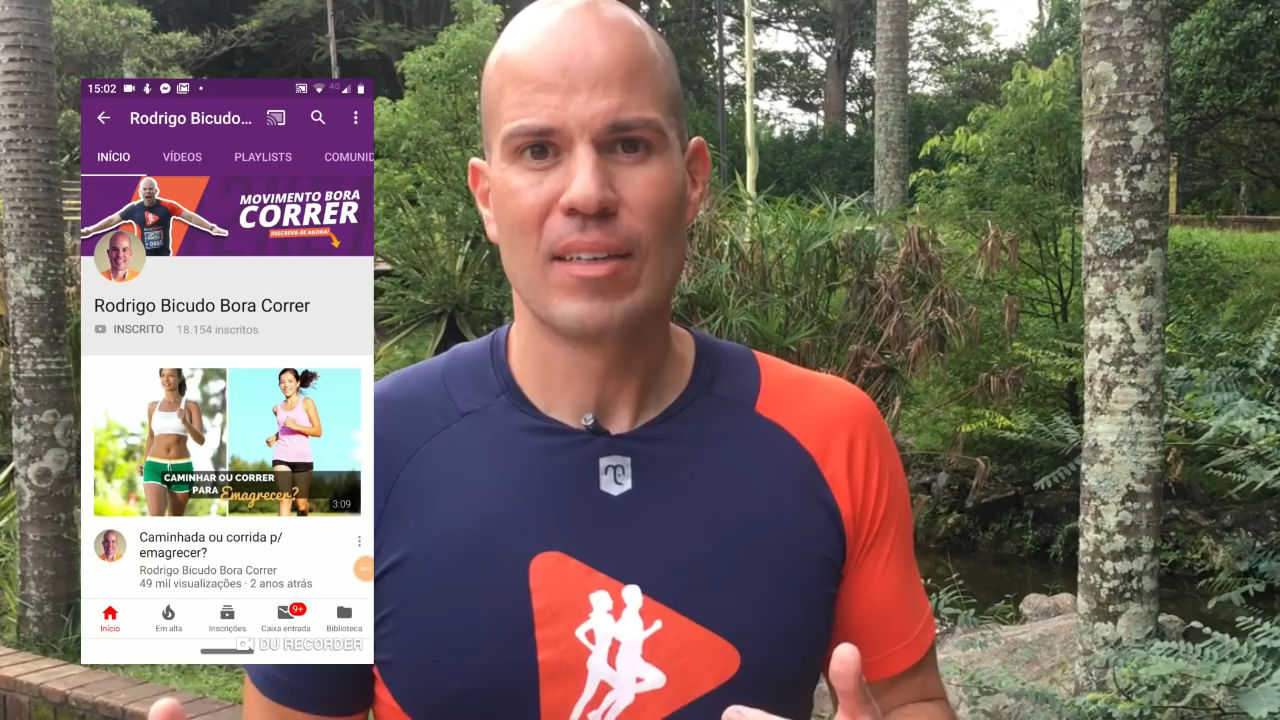 15:02
4G
Rodrigo Bicudo...
INÍCIO VÍDEOS PLAYLISTS COMUNID
MOVIMENTO BORA
CORRER
INSCREVA-SE AGORA!
Rodrigo Bicudo Bora Correr
INSCRITO 18.154 inscritos
CAMINHAR OU CORRER
PARA Emagrecer?
3:09
Caminhada ou corrida p/
emagrecer?
Rodrigo Bicudo Bora Correr
49 mil visualizações · 2 anos atrás
9+
Início Em alta Inscrições Caixa entrada Biblioteca
DU RECORDER